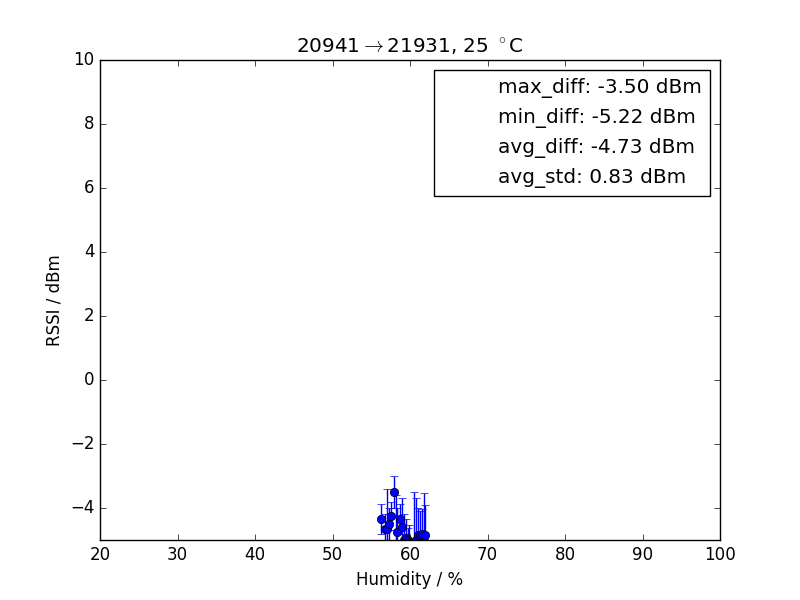 20941→21931, 25 °C
max_diff: -3.50 dBm
min_diff: -5.22 dBm
avg_diff: -4.73 dBm
avg_std: 0.83 dBm
10
8
6
4
2
0
−2
−4
RSSI / dBm
20 30 40 50 60 70 80 90 100
Humidity / %